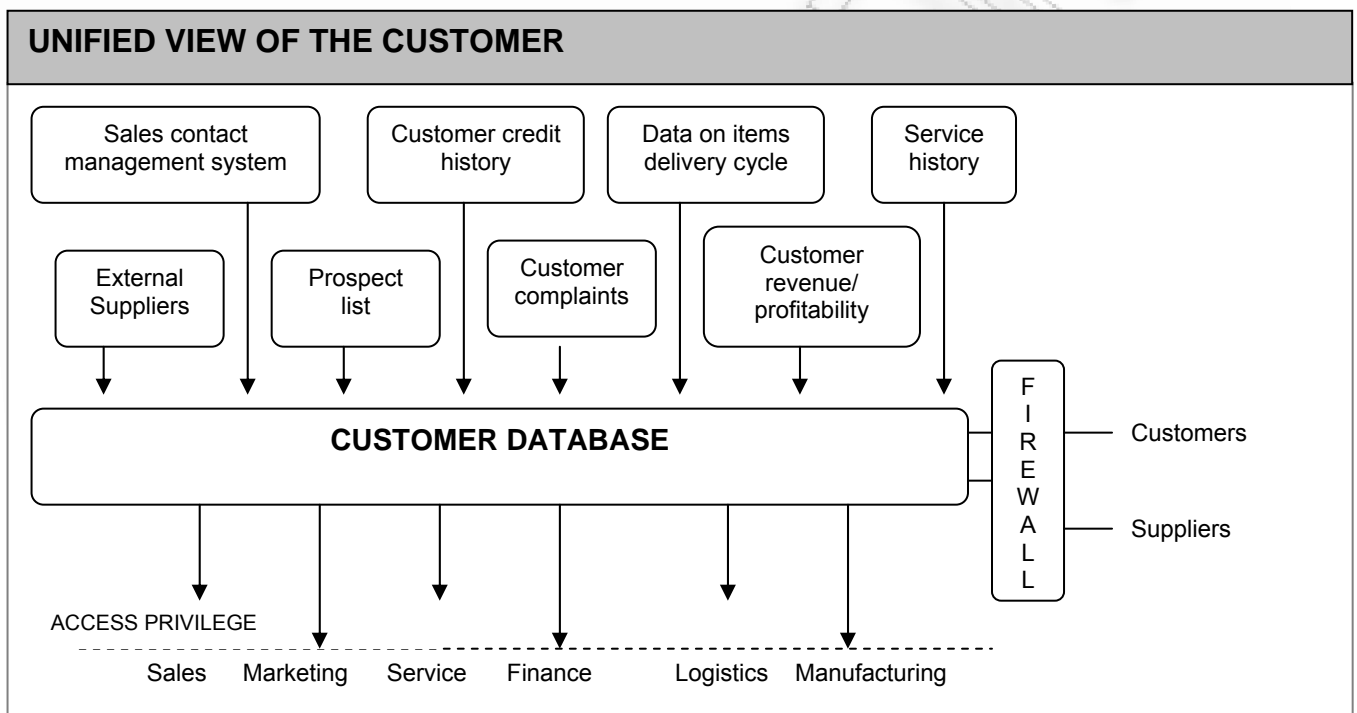 UNIFIED VIEW OF THE CUSTOMER
Sales contact
management system
Customer credit
history
Data on items
delivery cycle
Service
history
External
Suppliers
Prospect
list
Customer
complaints
Customer
revenue/
profitability
CUSTOMER DATABASE
F
I
R
E
W
A
L
L
Customers
Suppliers
ACCESS PRIVILEGE
Sales Marketing Service Finance Logistics Manufacturing